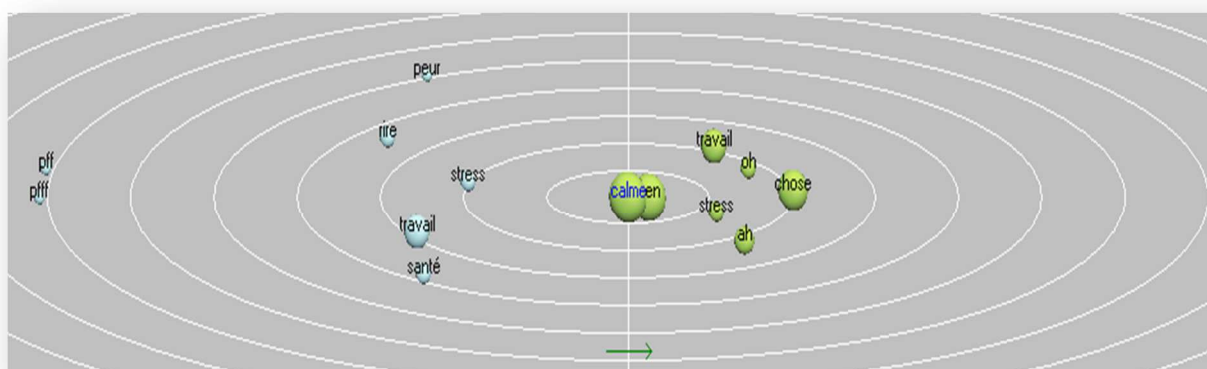 peur
rire
travail
pff
oh
stress
chose
pfff
calme
en
stress
travail
ah
santé